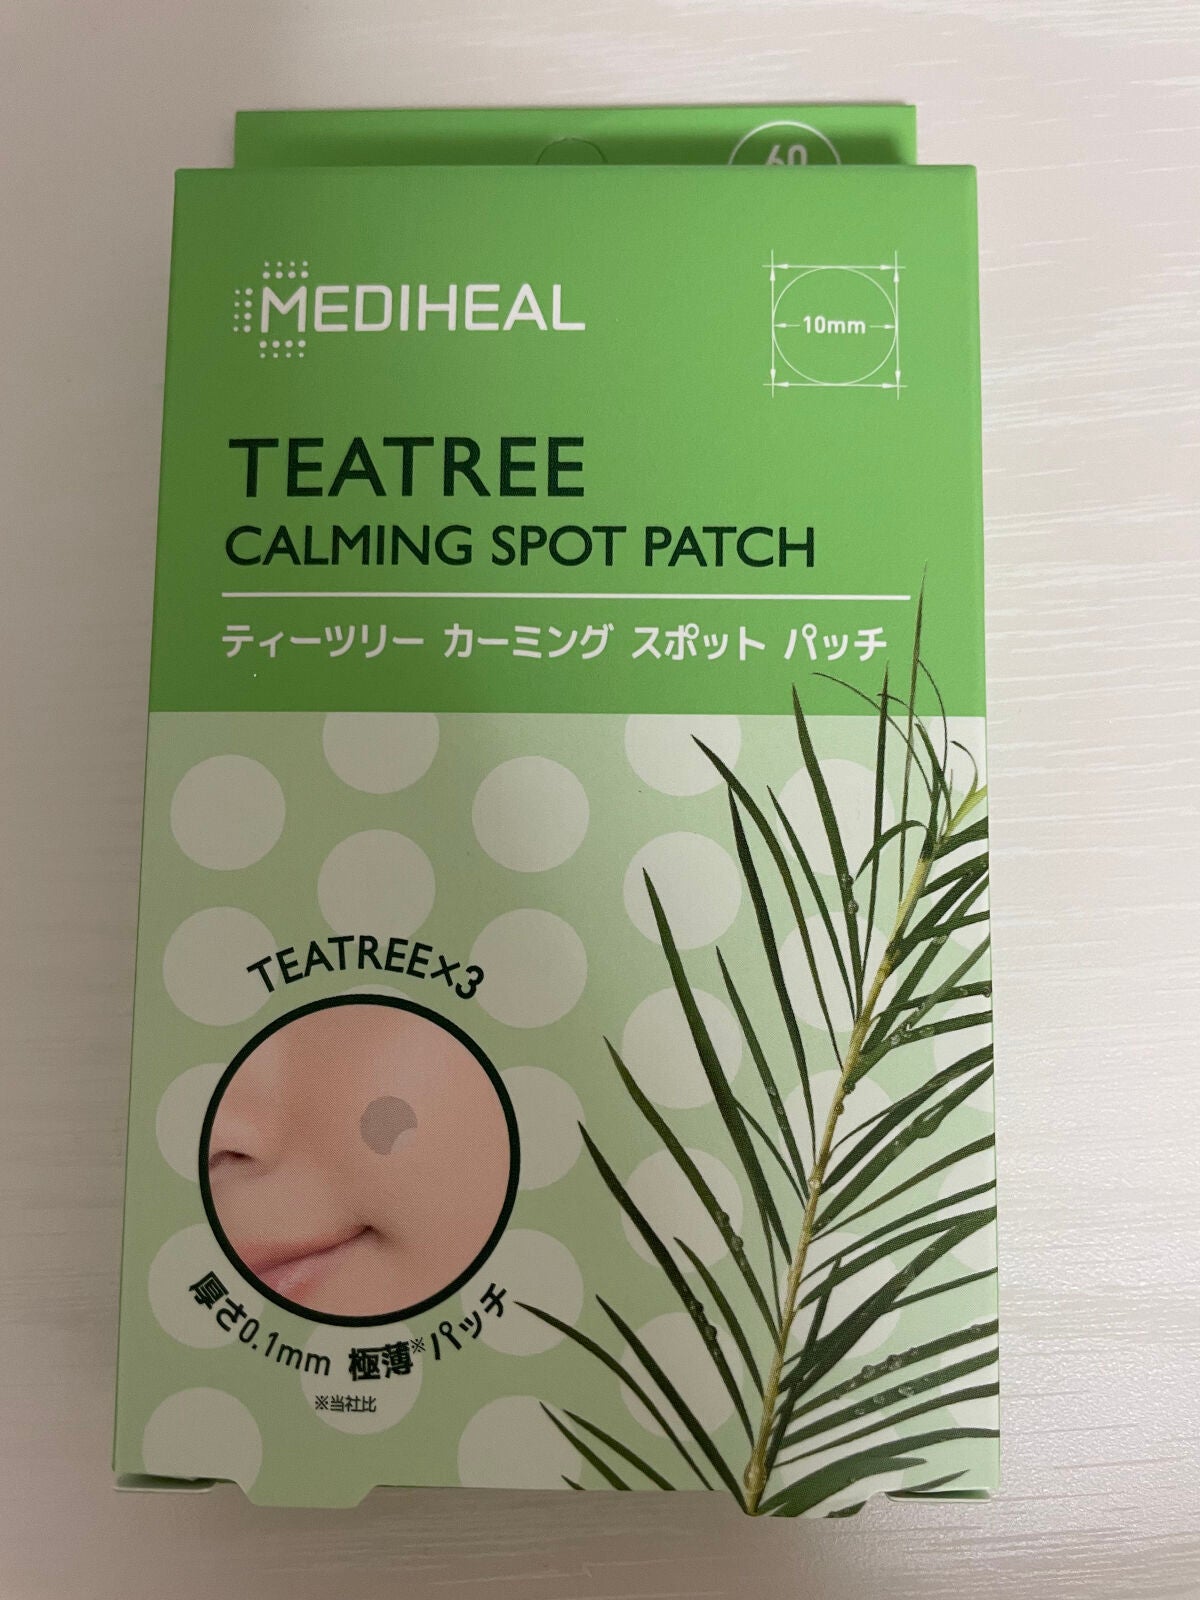 60
MEDIHEAL
10mm
TEATREE
CALMING SPOT PATCH
ティーツリー カーミング スポット パッチ
TEATREE×3
厚さ0.1mm 極薄※パッチ
※当社比